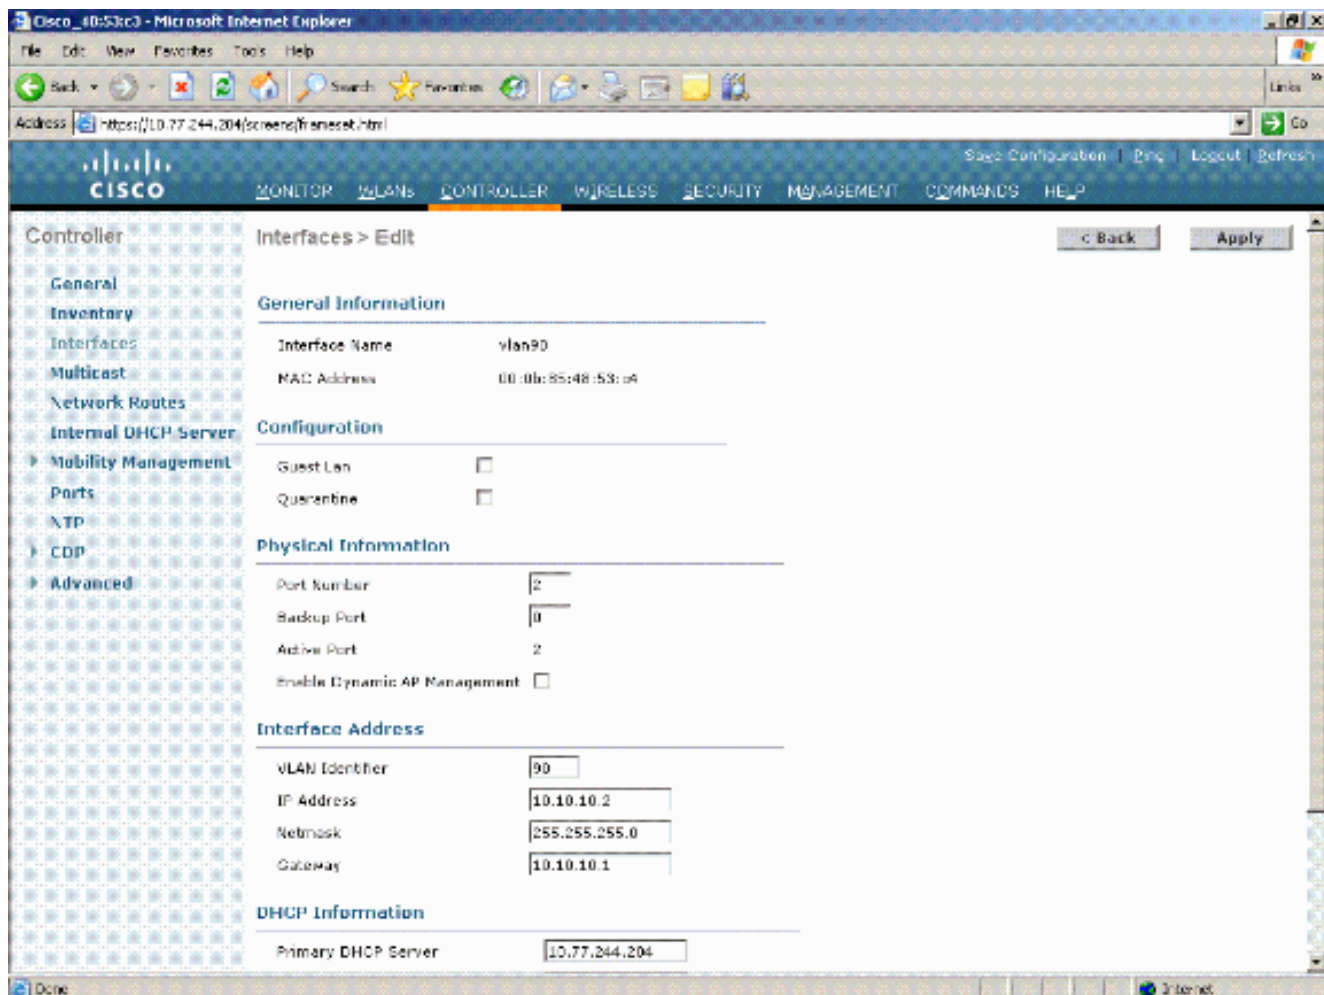 Cisco_40:53:c3 - Microsoft Internet Explorer
File Edit View Favorites Tools Help
Back Search Favorites Links
Address https://10.77.244.204/screens/frameset.html Go
Save Configuration | Ping | Logout | Refresh
CISCO MONITOR WLANs CONTROLLER WIRELESS SECURITY MANAGEMENT COMMANDS HELP
Controller
General
Inventory
Interfaces
Multicast
Network Routes
Internal DHCP Server
Mobility Management
Ports
NTP
CDP
Advanced
Interfaces > Edit < Back Apply
General Information
Interface Name vlan90
MAC Address 00:0b:85:48:53:c4
Configuration
Guest Lan
Quarantine
Physical Information
Port Number 2
Backup Port 0
Active Port 2
Enable Dynamic AP Management
Interface Address
VLAN Identifier 90
IP Address 10.10.10.2
Netmask 255.255.255.0
Gateway 10.10.10.1
DHCP Information
Primary DHCP Server 10.77.244.204
Done Internet